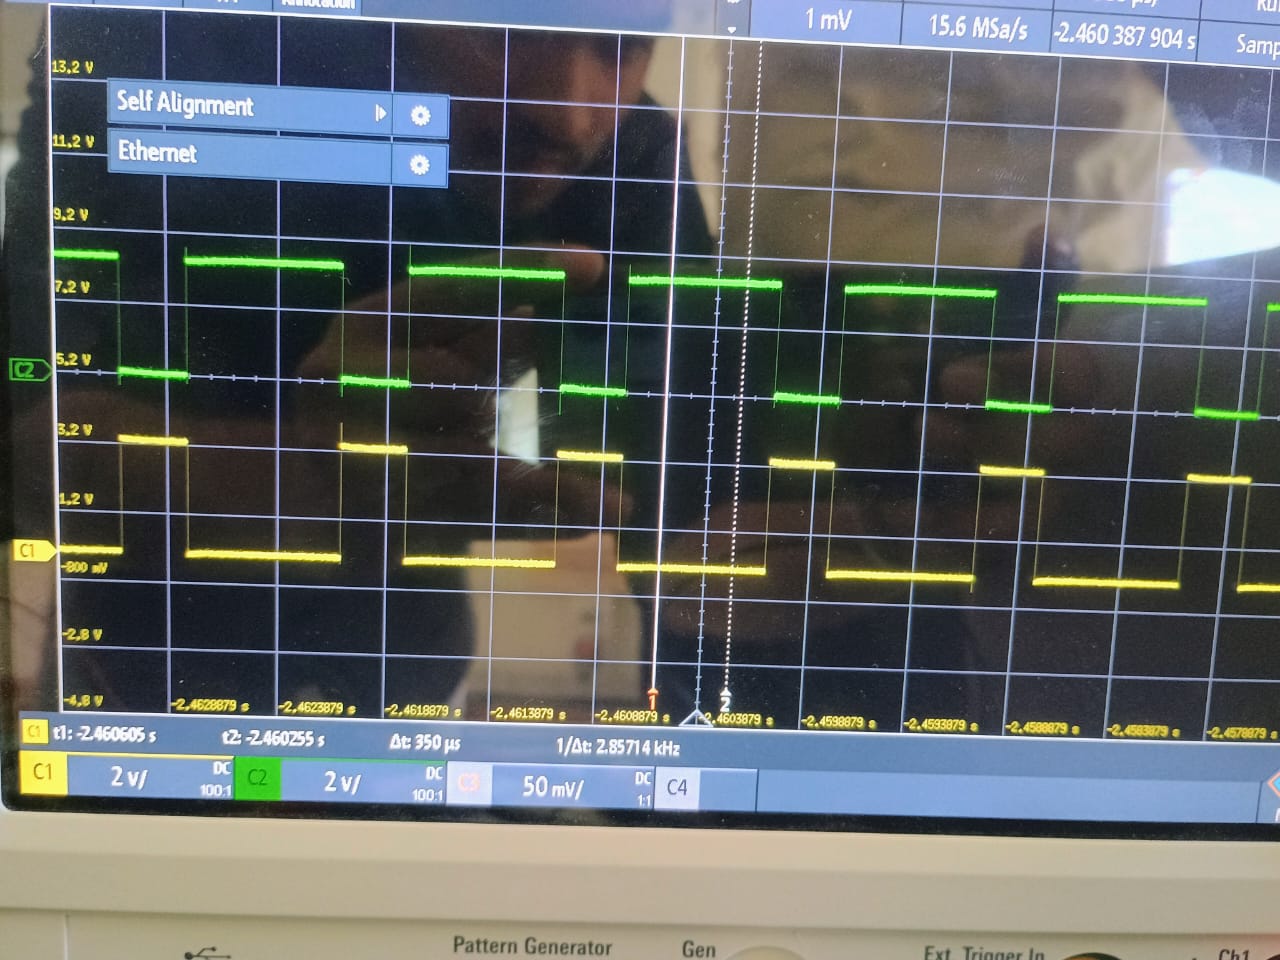 Annotation
1 mV
15.6 MSa/s
-2.460 387 904 s
Samp
13,2 V
Self Alignment
11,2 V
Ethernet
9,2 V
7,2 V
C2
5,2 V
3,2 V
1,2 V
C1
-800 mV
-2,8 V
-4,8 V
1
2
-2,4628879 s
-2,4623879 s
-2,4618879 s
-2,4613879 s
-2,4608879 s
-2,4603879 s
-2,4598879 s
-2,4593879 s
-2,4588879 s
-2,4583879 s
-2,4578879 s
C1 t1: -2.460605 s t2: -2.460255 s Δt: 350 µs 1/Δt: 2.85714 kHz
C1 2 V/ DC 100:1 C2 2 V/ DC 100:1 C3 50 mV/ DC 1:1 C4
Pattern Generator Gen Ext. Trigger In Ch1